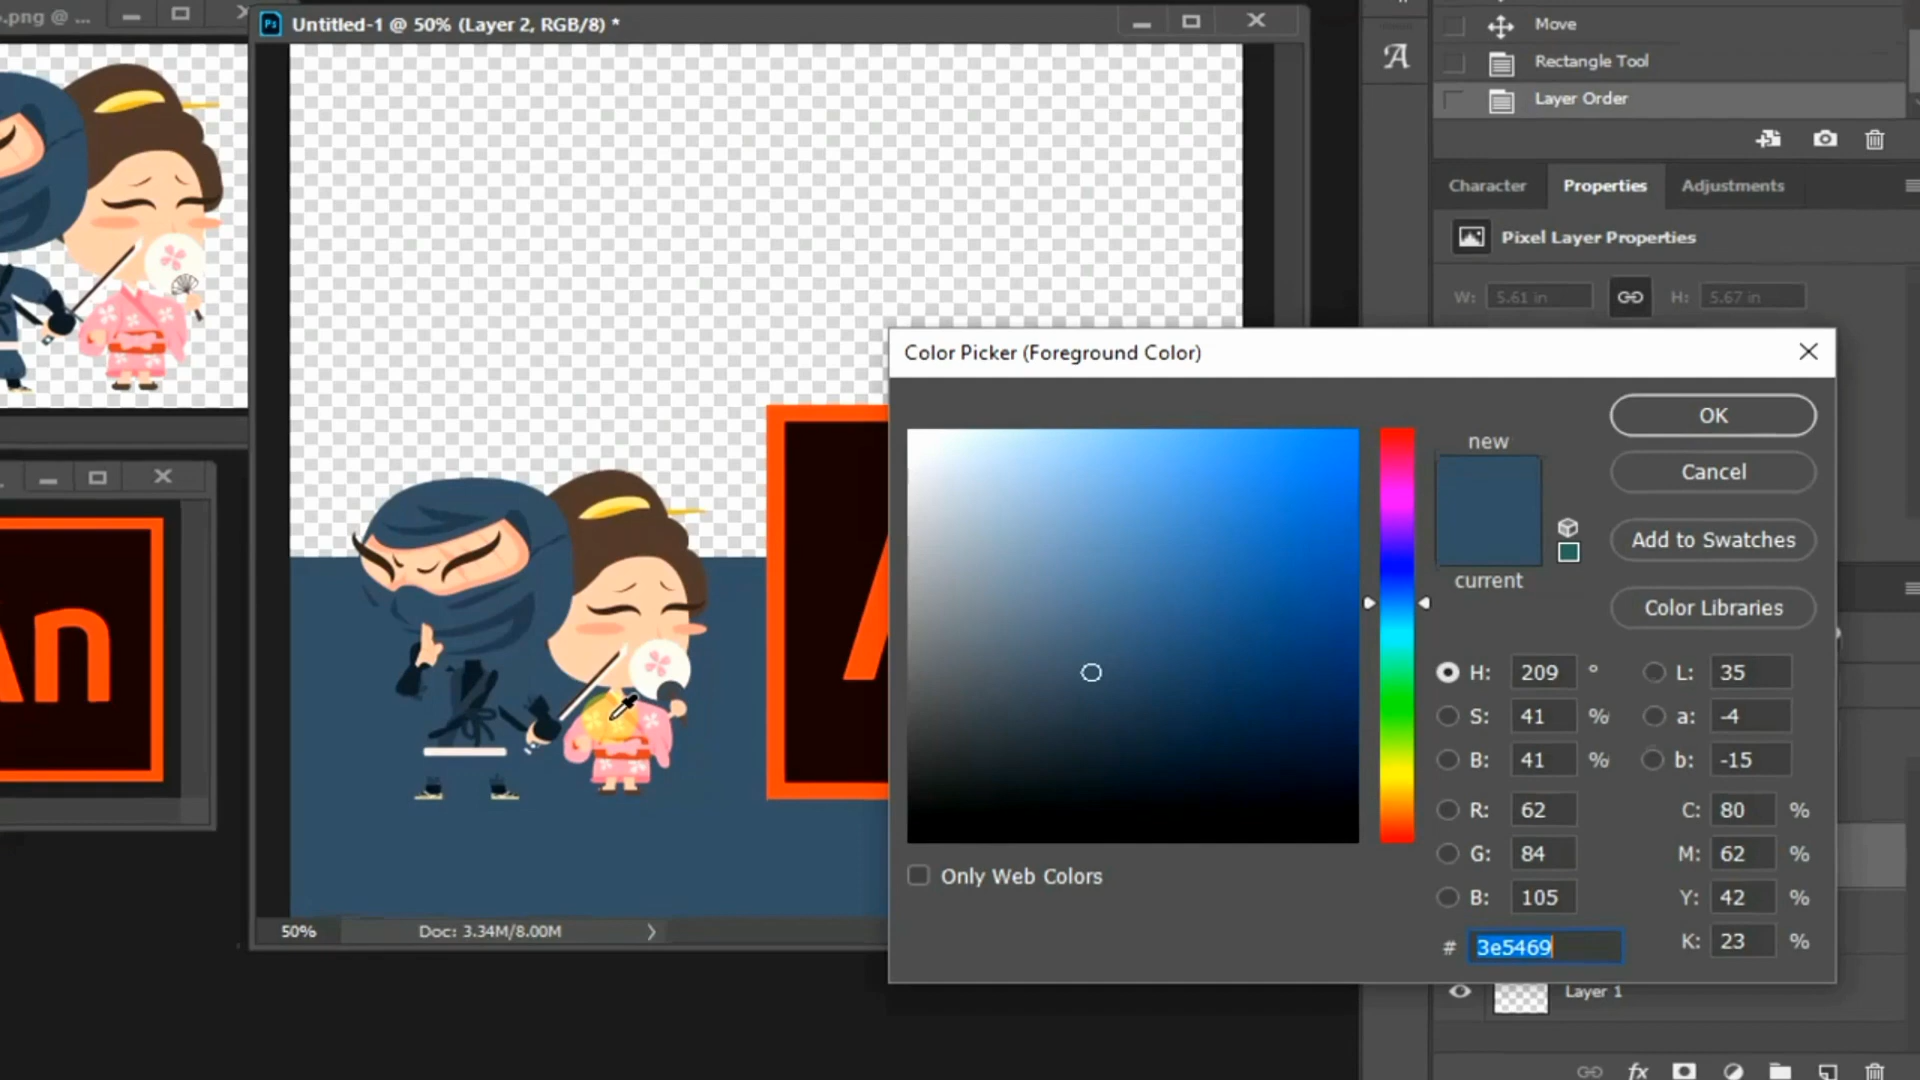 .png @ ...
Ps Untitled-1 @ 50% (Layer 2, RGB/8) *
A
Move
Rectangle Tool
Layer Order
Character Properties Adjustments
Pixel Layer Properties
W: 5.61 in H: 5.67 in
Color Picker (Foreground Color)
new
current
OK
Cancel
Add to Swatches
Color Libraries
H: 209 °
S: 41 %
B: 41 %
R: 62
G: 84
B: 105
# 3e5469
L: 35
a: -4
b: -15
C: 80 %
M: 62 %
Y: 42 %
K: 23 %
Only Web Colors
An
50% Doc: 3.34M/8.00M
Layer 1
fx